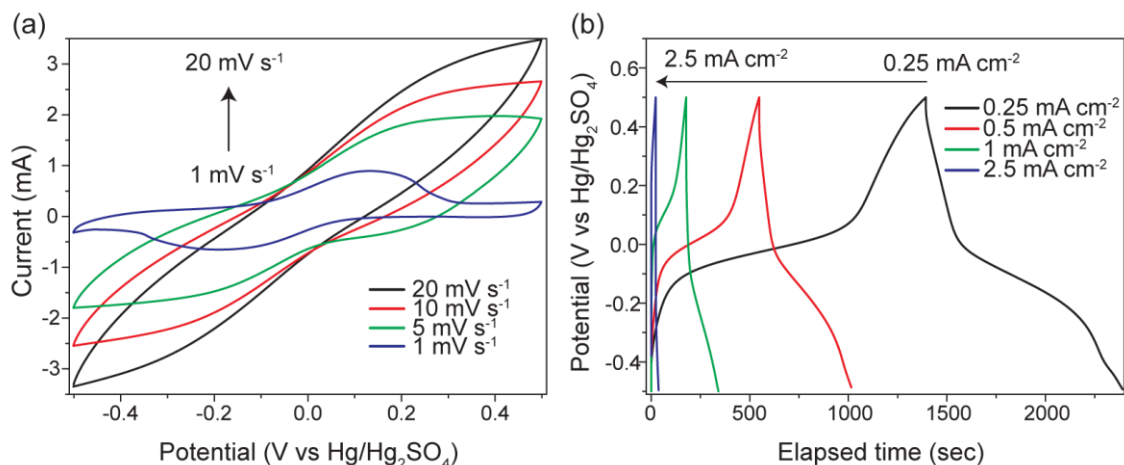 (a)
3
2
1
0
-1
-2
-3
Current (mA)
20 mV s⁻¹
1 mV s⁻¹
20 mV s⁻¹
10 mV s⁻¹
5 mV s⁻¹
1 mV s⁻¹
-0.4
-0.2
0.0
0.2
0.4
Potential (V vs Hg/Hg₂SO₄)
(b)
2.5 mA cm⁻²
0.25 mA cm⁻²
0.25 mA cm⁻²
0.5 mA cm⁻²
1 mA cm⁻²
2.5 mA cm⁻²
0.6
0.4
0.2
0.0
-0.2
-0.4
Potential (V vs Hg/Hg₂SO₄)
0
500
1000
1500
2000
Elapsed time (sec)